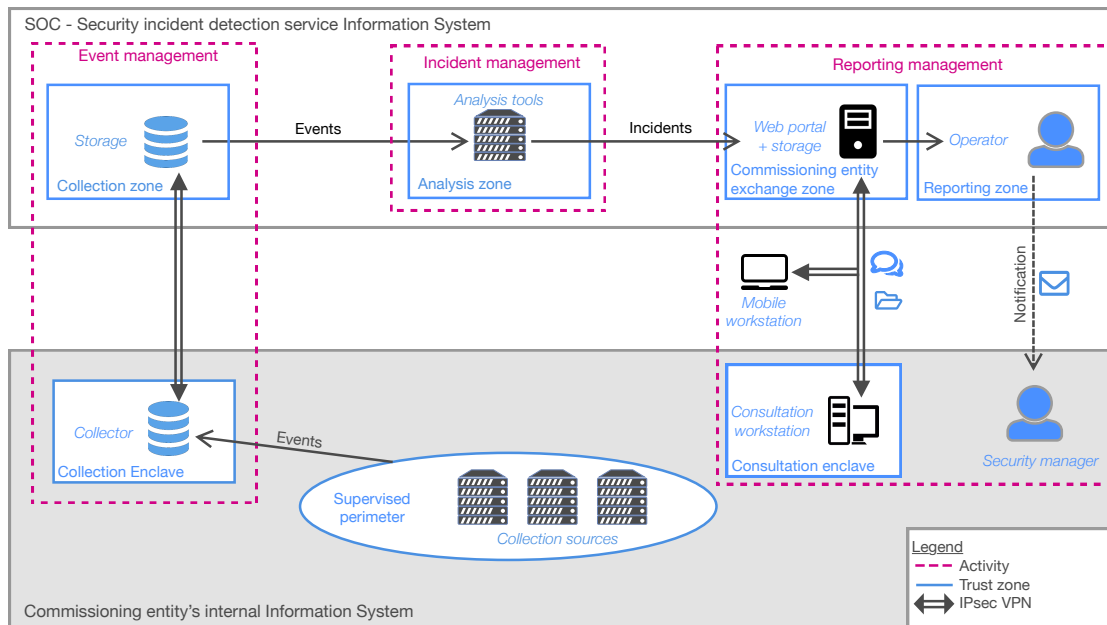 SOC - Security incident detection service Information System
Event management
Incident management
Reporting management
Storage
Collection zone
Events
Analysis tools
Analysis zone
Incidents
Web portal
+ storage
Commissioning entity
exchange zone
Operator
Reporting zone
Mobile
workstation
Notification
Collector
Collection Enclave
Events
Supervised
perimeter
Collection sources
Consultation
workstation
Consultation enclave
Security manager
Legend
Activity
Trust zone
IPsec VPN
Commissioning entity's internal Information System